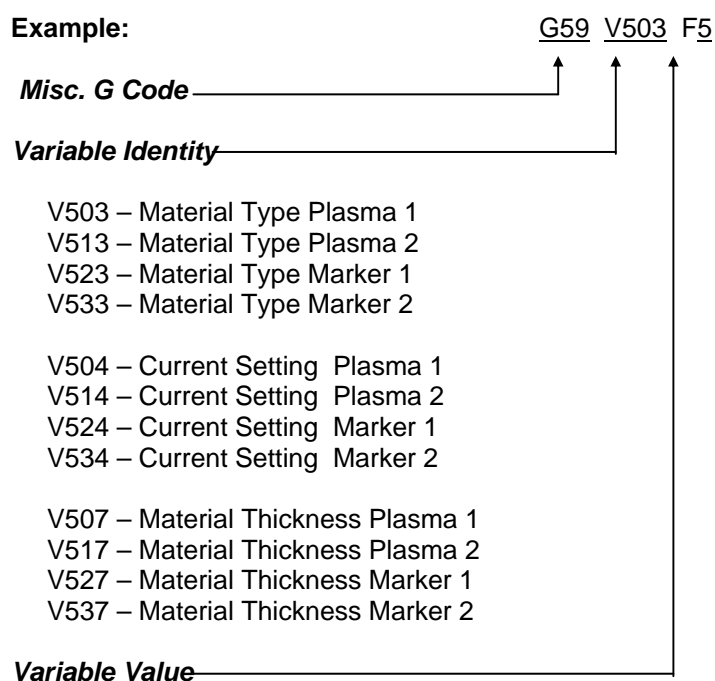 Example: G59 V503 F5
Misc. G Code
Variable Identity
V503 – Material Type Plasma 1
V513 – Material Type Plasma 2
V523 – Material Type Marker 1
V533 – Material Type Marker 2
V504 – Current Setting Plasma 1
V514 – Current Setting Plasma 2
V524 – Current Setting Marker 1
V534 – Current Setting Marker 2
V507 – Material Thickness Plasma 1
V517 – Material Thickness Plasma 2
V527 – Material Thickness Marker 1
V537 – Material Thickness Marker 2
Variable Value